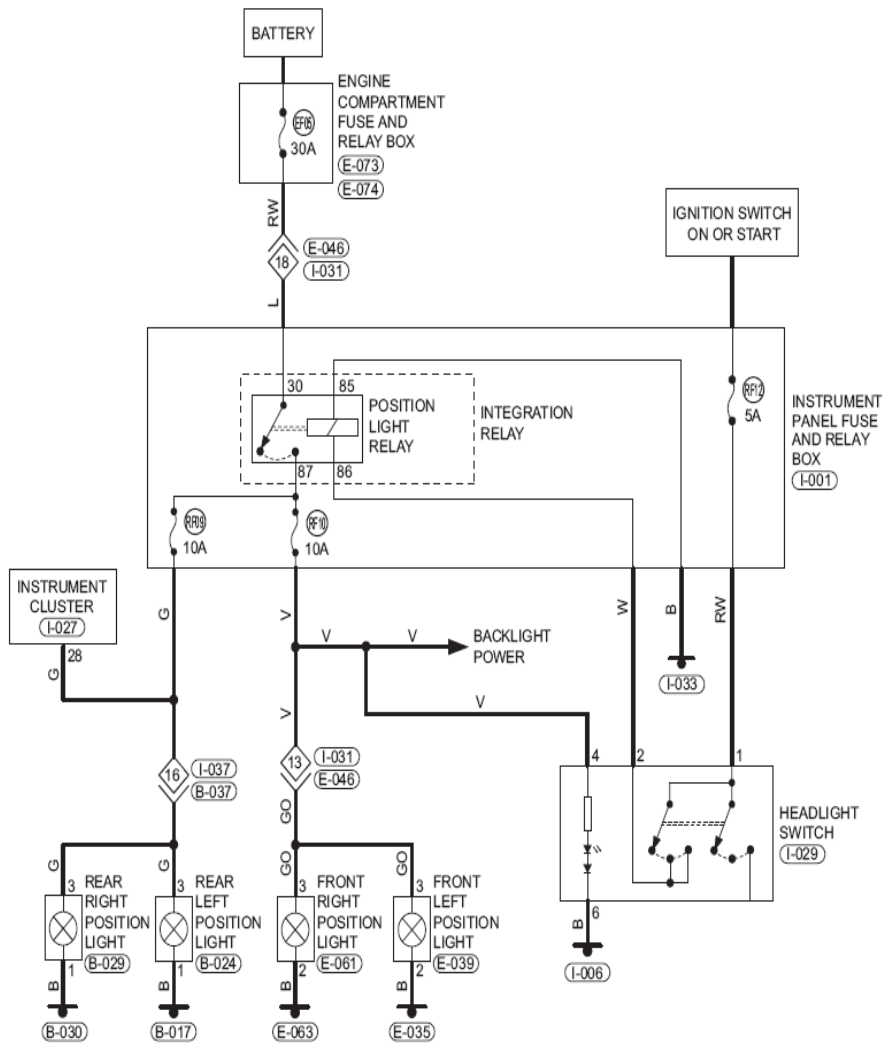 BATTERY
ENGINE
COMPARTMENT
FUSE AND
RELAY BOX
E-073
E-074
EF05
30A
RW
E-046
18
I-031
L
IGNITION SWITCH
ON OR START
30
85
POSITION
LIGHT
RELAY
INTEGRATION
RELAY
87
86
RF12
5A
INSTRUMENT
PANEL FUSE
AND RELAY
BOX
I-001
RF09
10A
RF10
10A
INSTRUMENT
CLUSTER
I-027
28
G
G
V
V
V
BACKLIGHT
POWER
W
B
RW
I-033
V
V
16
I-037
B-037
13
I-031
E-046
GO
4
2
1
HEADLIGHT
SWITCH
I-029
6
B
I-006
G
3
REAR
RIGHT
POSITION
LIGHT
B-029
1
B
B-030
G
3
REAR
LEFT
POSITION
LIGHT
B-024
1
B
B-017
GO
3
FRONT
RIGHT
POSITION
LIGHT
E-061
2
B
E-063
GO
3
FRONT
LEFT
POSITION
LIGHT
E-039
2
B
E-035